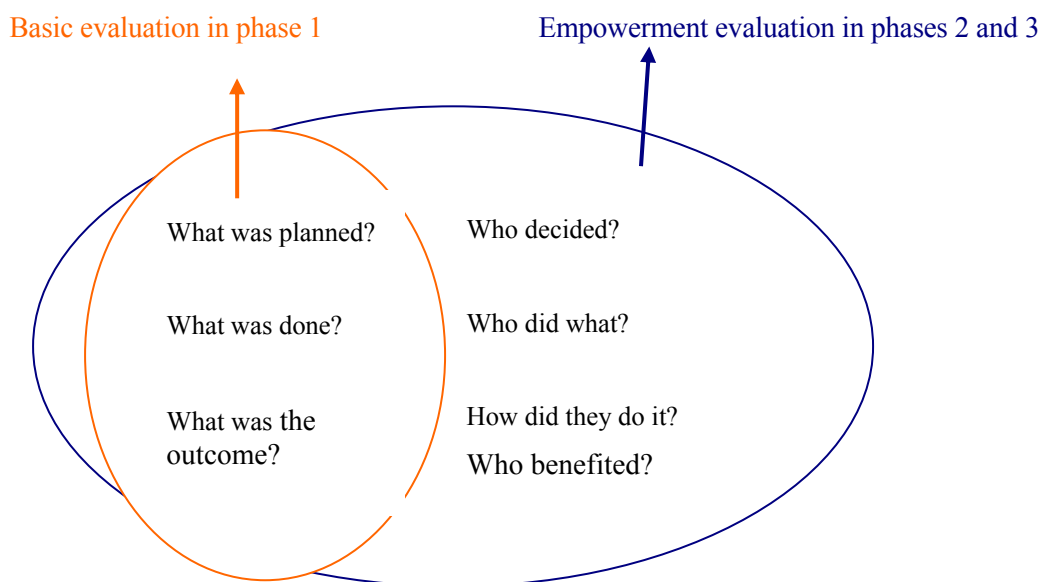 Basic evaluation in phase 1
Empowerment evaluation in phases 2 and 3
What was planned?
Who decided?
What was done?
Who did what?
What was the
outcome?
How did they do it?
Who benefited?